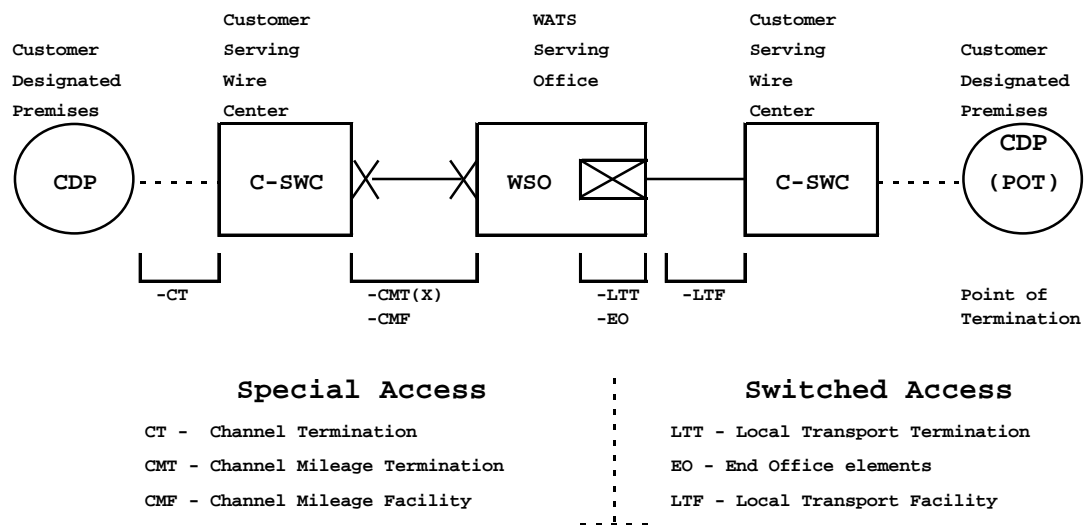 Customer
Designated
Premises
Customer
Serving
Wire
Center
WATS
Serving
Office
Customer
Serving
Wire
Center
Customer
Designated
Premises
CDP
C-SWC
WSO
C-SWC
CDP
(POT)
-CT
-CMT(X)
-CMF
-LTT
-EO
-LTF
Point of
Termination
Special Access
CT - Channel Termination
CMT - Channel Mileage Termination
CMF - Channel Mileage Facility
Switched Access
LTT - Local Transport Termination
EO - End Office elements
LTF - Local Transport Facility